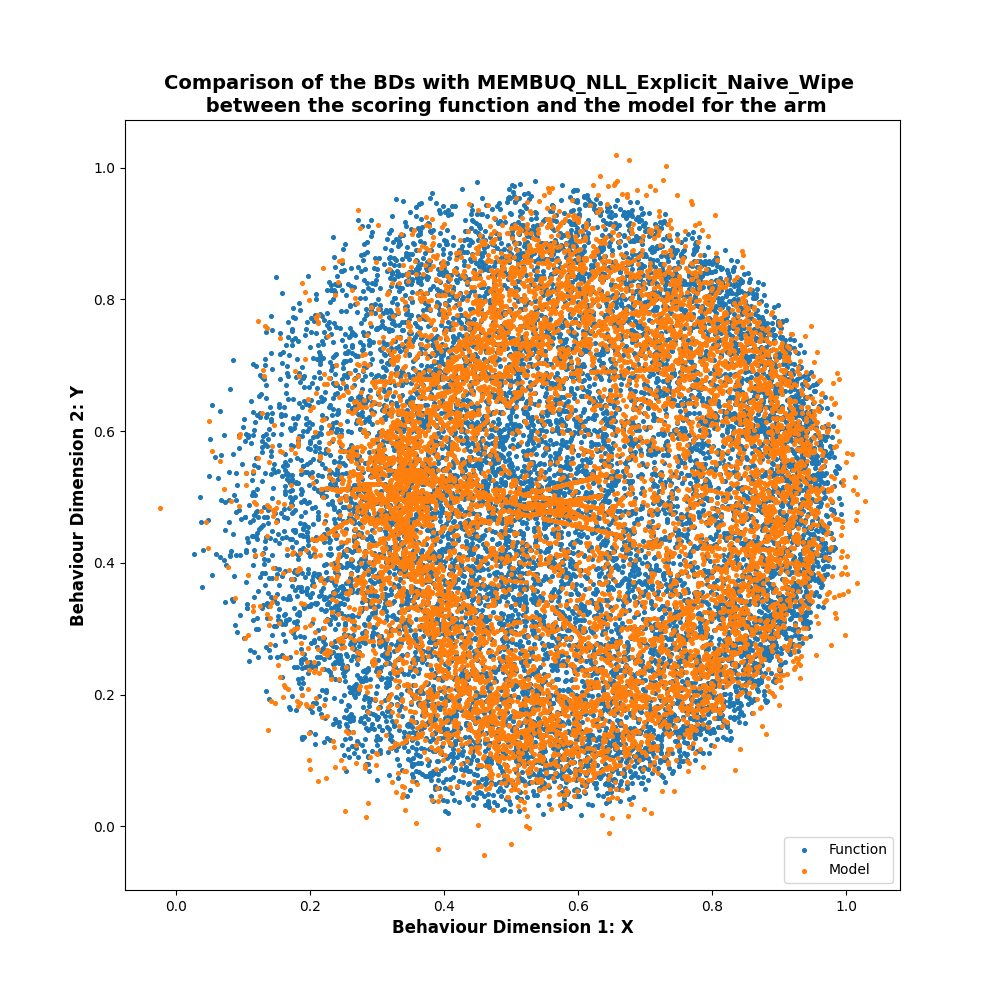 Comparison of the BDs with MEMBUQ_NLL_Explicit_Naive_Wipe
between the scoring function and the model for the arm
Behaviour Dimension 2: Y
1.0
0.8
0.6
0.4
0.2
0.0
Function
Model
0.0 0.2 0.4 0.6 0.8 1.0
Behaviour Dimension 1: X